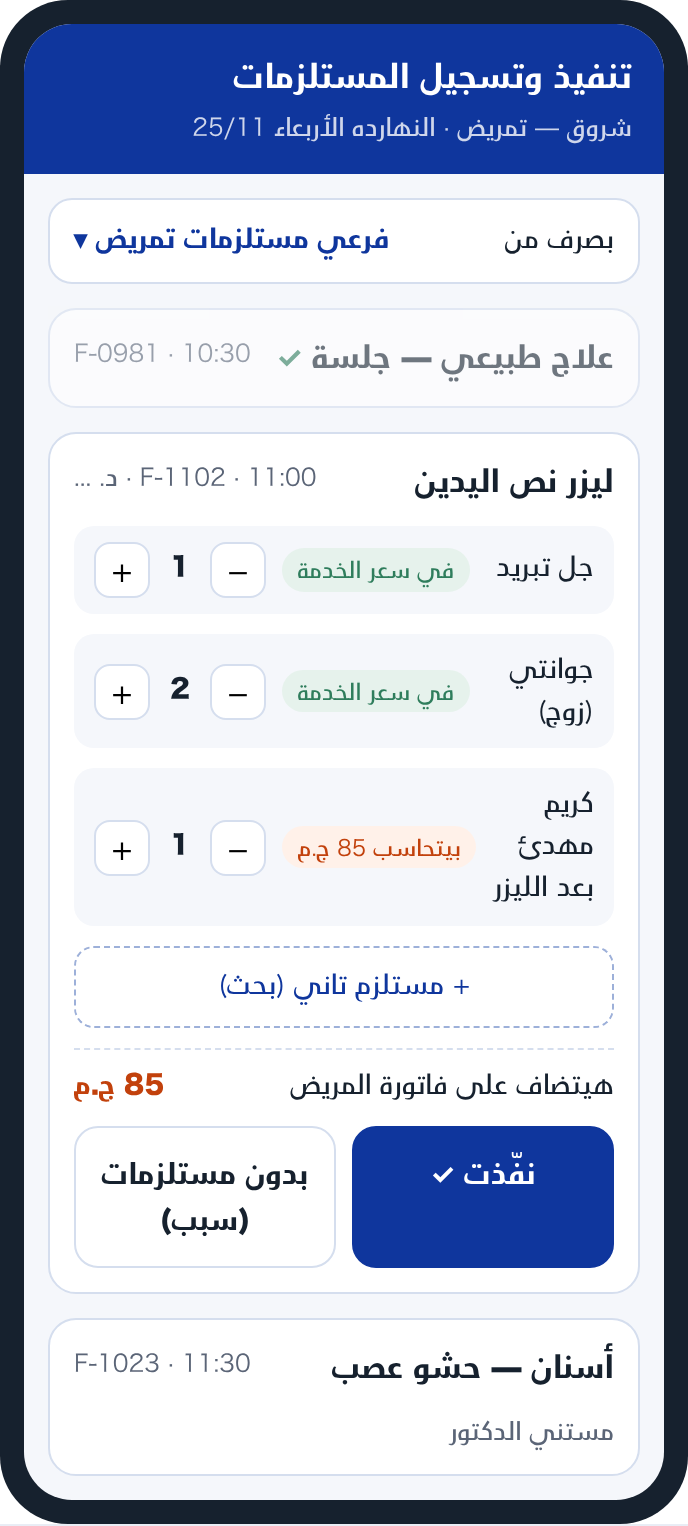 تنفيذ وتسجيل المستلزمات
شروق — تمريض · النهارده الأربعاء 25/11
بصرف من
فرعي مستلزمات تمريض ▾
علاج طبيعي — جلسة ✓
F-0981 · 10:30
ليزر نص اليدين
F-1102 · 11:00 · د. ...
جل تبريد
في سعر الخدمة
−
1
+
جوانتي
(زوج)
في سعر الخدمة
−
2
+
كريم
مهدئ
بعد الليزر
بيتحاسب 85 ج.م
−
1
+
+ مستلزم تاني (بحث)
هيتضاف على فاتورة المريض
85 ج.م
نفّذت ✓
بدون مستلزمات
(سبب)
أسنان — حشو عصب
F-1023 · 11:30
مستني الدكتور